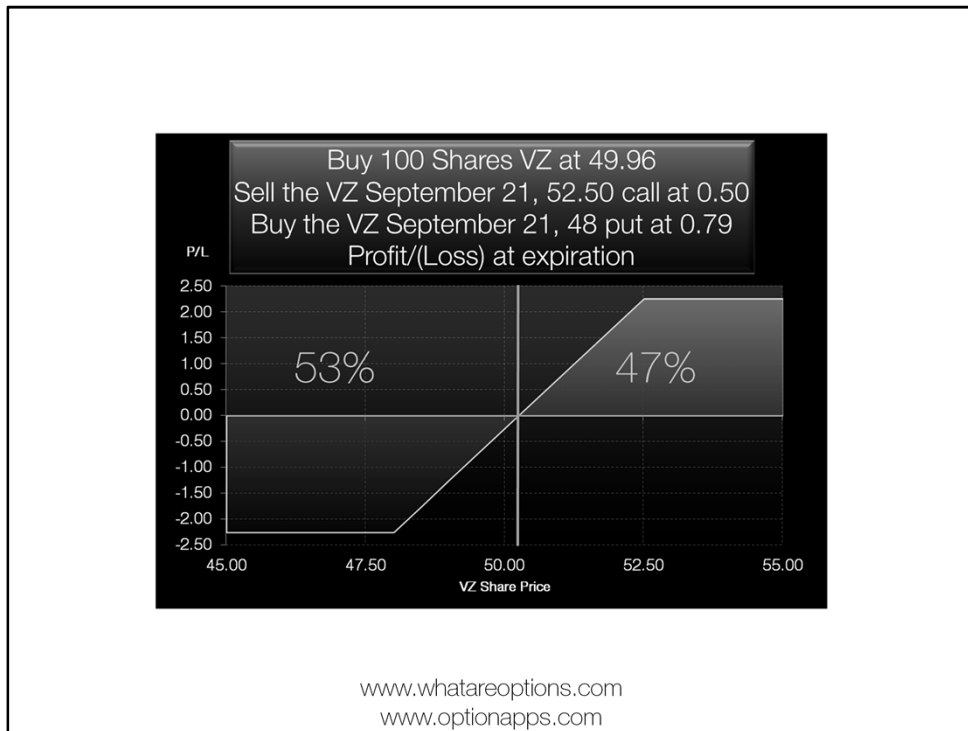 Buy 100 Shares VZ at 49.96
Sell the VZ September 21, 52.50 call at 0.50
Buy the VZ September 21, 48 put at 0.79
Profit/(Loss) at expiration
P/L
2.50
2.00
1.50
1.00
0.50
0.00
-0.50
-1.00
-1.50
-2.00
-2.50
53%
47%
45.00
47.50
50.00
52.50
55.00
VZ Share Price
www.whatareoptions.com
www.optionapps.com